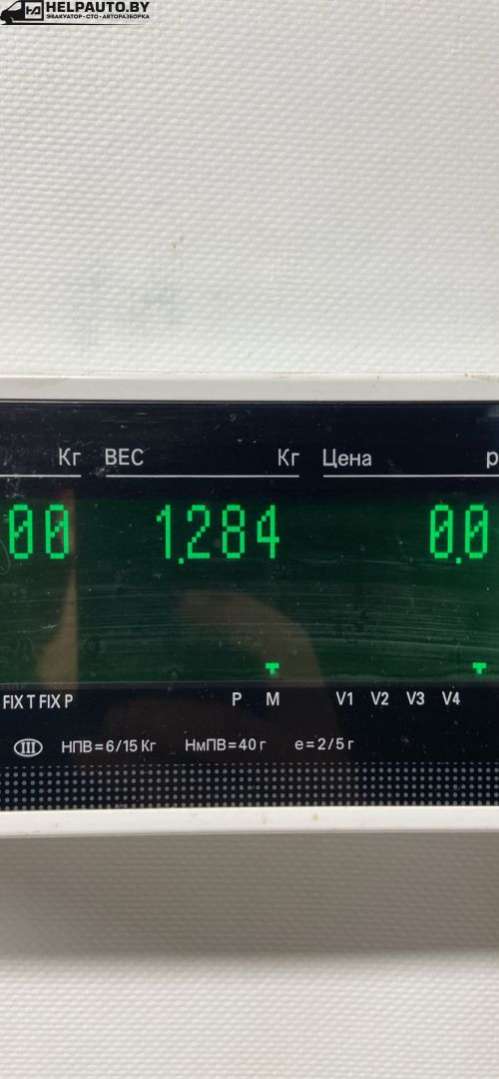 HELPAUTO.BY
ЭВАКУАТОР·СТО·АВТОРАЗБОРКА
Кг ВЕС Кг Цена р
00 1.284 0.0
FIX T FIX P P M V1 V2 V3 V4
III НПВ=6/15 Кг НмПВ=40 г е=2/5 г